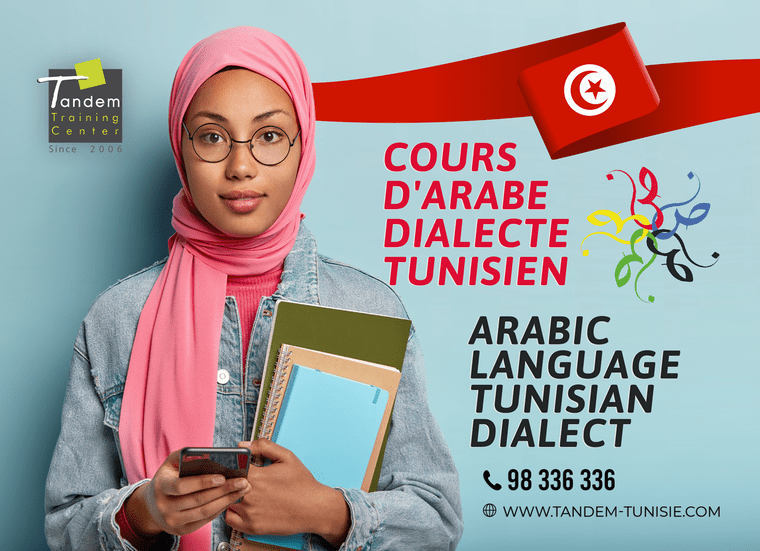 Tandem
Training
Center
Since 2006
COURS
D'ARABE
DIALECTE
TUNISIEN
ARABIC
LANGUAGE
TUNISIAN
DIALECT
98 336 336
WWW.TANDEM-TUNISIE.COM